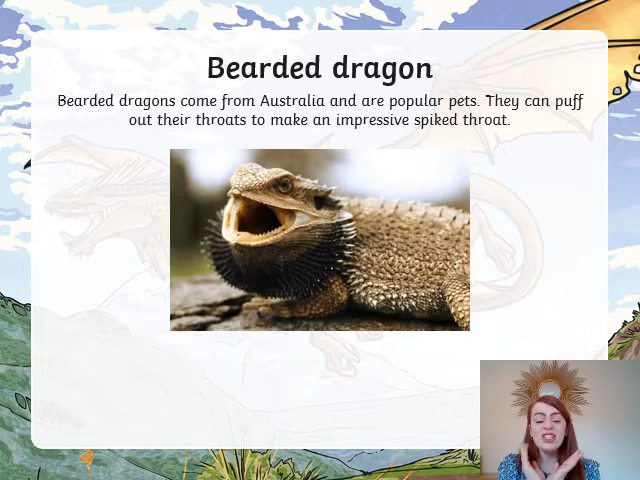 Bearded dragon
Bearded dragons come from Australia and are popular pets. They can puff
out their throats to make an impressive spiked throat.